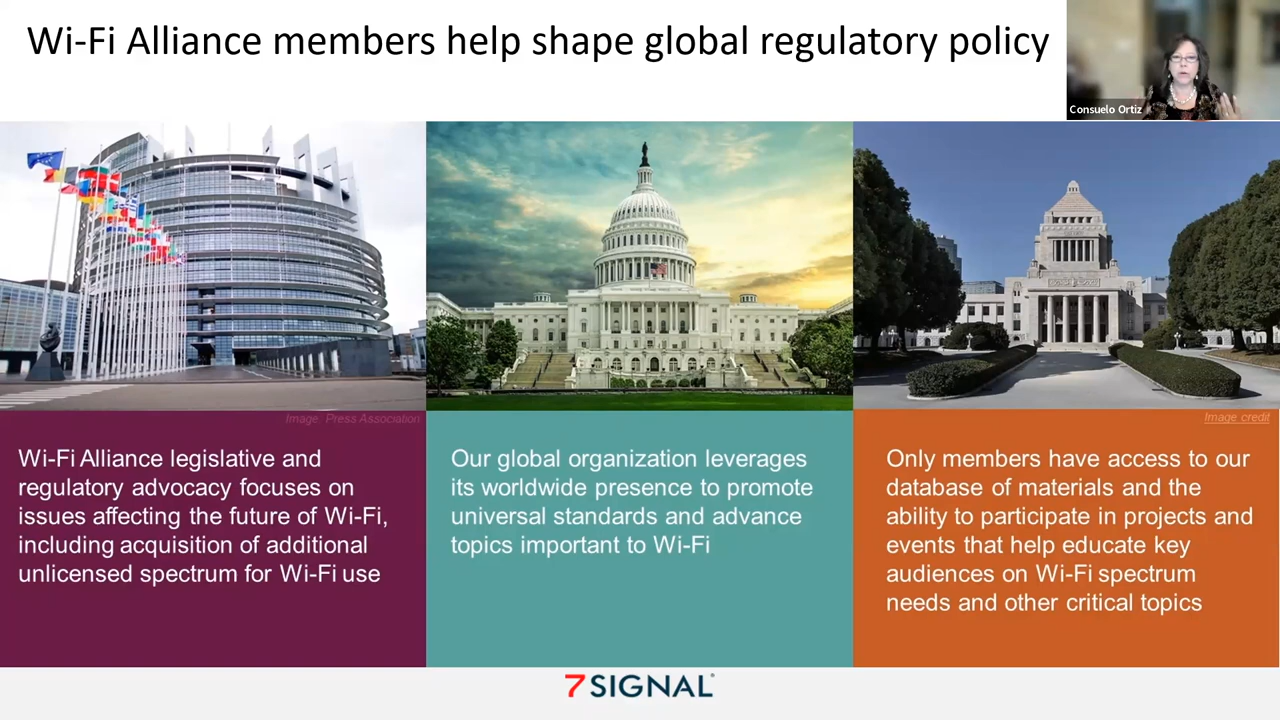 Wi-Fi Alliance members help shape global regulatory policy
Consuelo Ortiz
Image: Press Association
Image credit
Wi-Fi Alliance legislative and
regulatory advocacy focuses on
issues affecting the future of Wi-Fi,
including acquisition of additional
unlicensed spectrum for Wi-Fi use
Our global organization leverages
its worldwide presence to promote
universal standards and advance
topics important to Wi-Fi
Only members have access to our
database of materials and the
ability to participate in projects and
events that help educate key
audiences on Wi-Fi spectrum
needs and other critical topics
7SIGNAL®